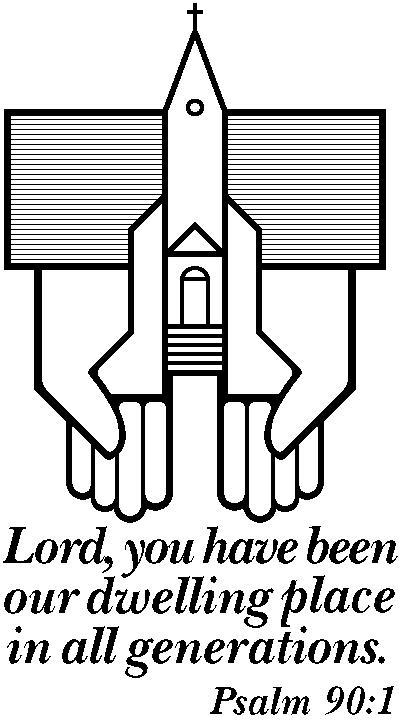 Lord, you have been
our dwelling place
in all generations.
Psalm 90:1